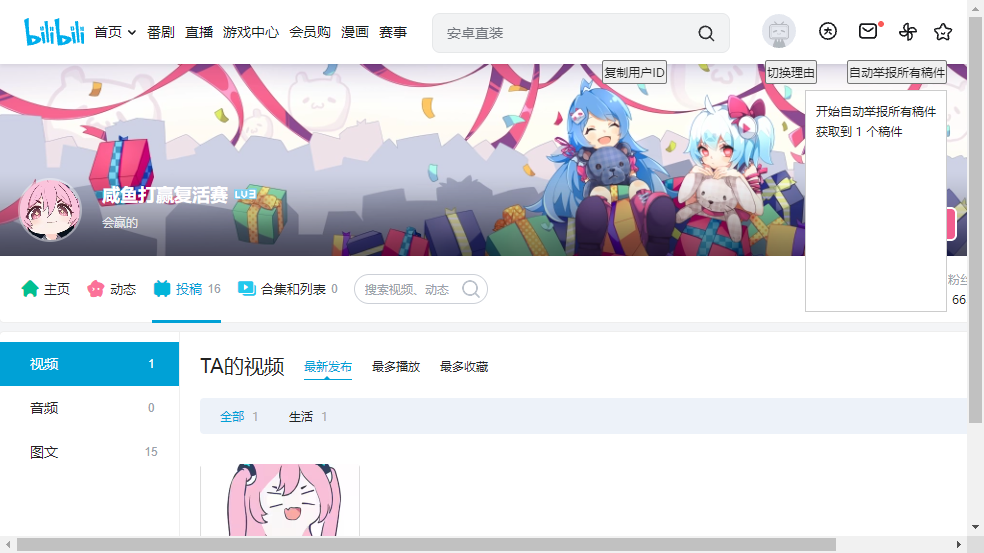 bilibili 首页 番剧 直播 游戏中心 会员购 漫画 赛事 安卓直装
复制用户ID 切换理由 自动举报所有稿件
开始自动举报所有稿件
获取到 1 个稿件
咸鱼打赢复活赛 LV3
会赢的
主页 动态 投稿 16 合集和列表 0 搜索视频、动态
粉丝
66
视频 1
音频 0
图文 15
TA的视频 最新发布 最多播放 最多收藏
全部 1 生活 1